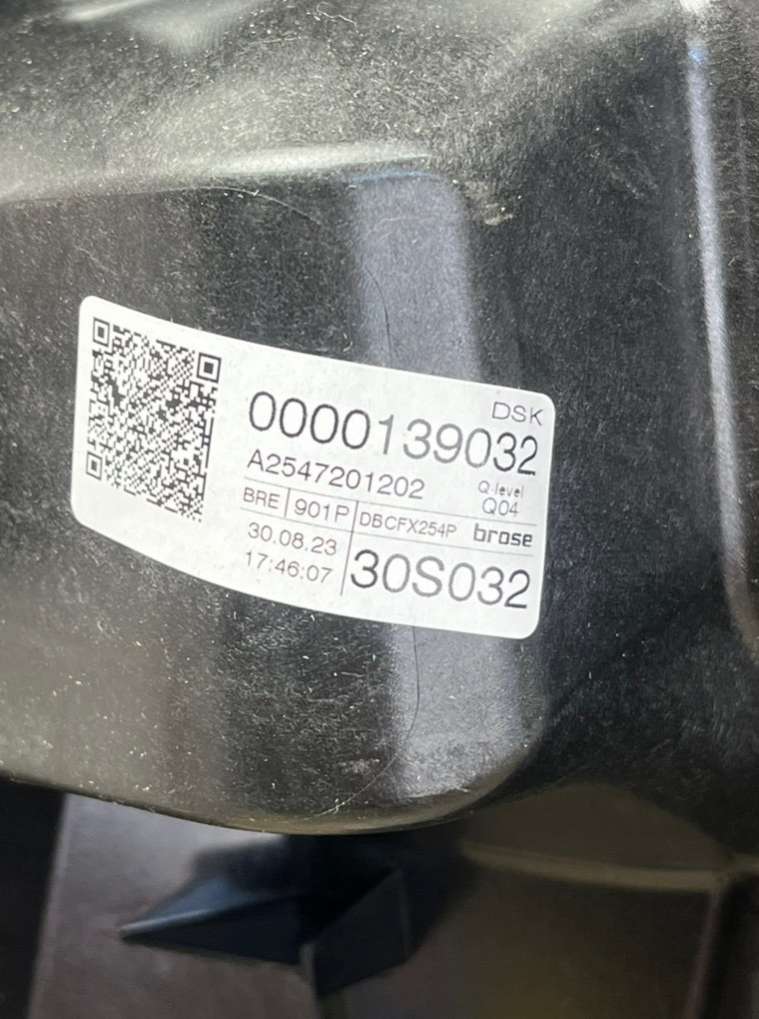 DSK
0000139032
A2547201202
Q-level
Q04
BRE 901P DBCFX254P brose
30.08.23
17:46:07
30S032